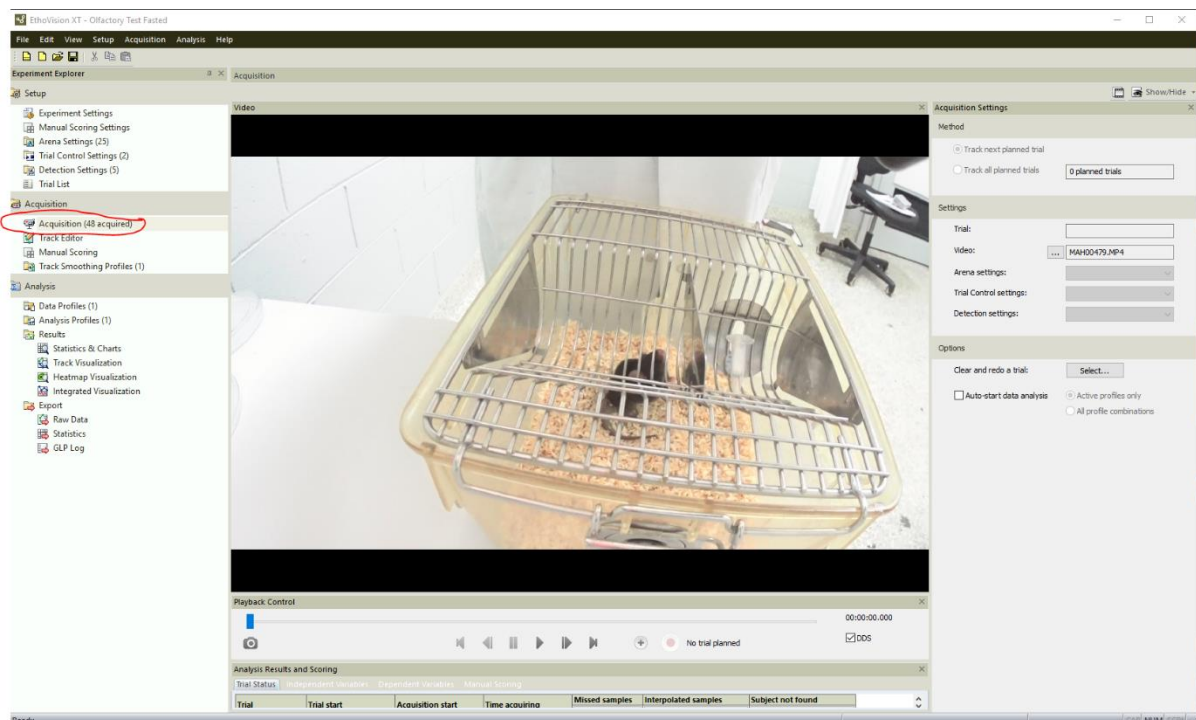 EthoVision XT - Olfactory Test Fasted
File Edit View Setup Acquisition Analysis Help
Experiment Explorer
Acquisition
Setup
Show/Hide
Experiment Settings
Manual Scoring Settings
Arena Settings (25)
Trial Control Settings (2)
Detection Settings (5)
Trial List
Acquisition
Acquisition (48 acquired)
Track Editor
Manual Scoring
Track Smoothing Profiles (1)
Analysis
Data Profiles (1)
Analysis Profiles (1)
Results
Statistics & Charts
Track Visualization
Heatmap Visualization
Integrated Visualization
Export
Raw Data
Statistics
GLP Log
Video
Playback Control
00:00:00.000
No trial planned
DDS
Analysis Results and Scoring
Trial Status Independent Variables Dependent Variables Manual Scoring
Trial Trial start Acquisition start Time acquiring Missed samples Interpolated samples Subject not found
Acquisition Settings
Method
Track next planned trial
Track all planned trials 0 planned trials
Settings
Trial:
Video: ... MAH00479.MP4
Arena settings:
Trial Control settings:
Detection settings:
Options
Clear and redo a trial: Select...
Auto-start data analysis Active profiles only
All profile combinations
Ready